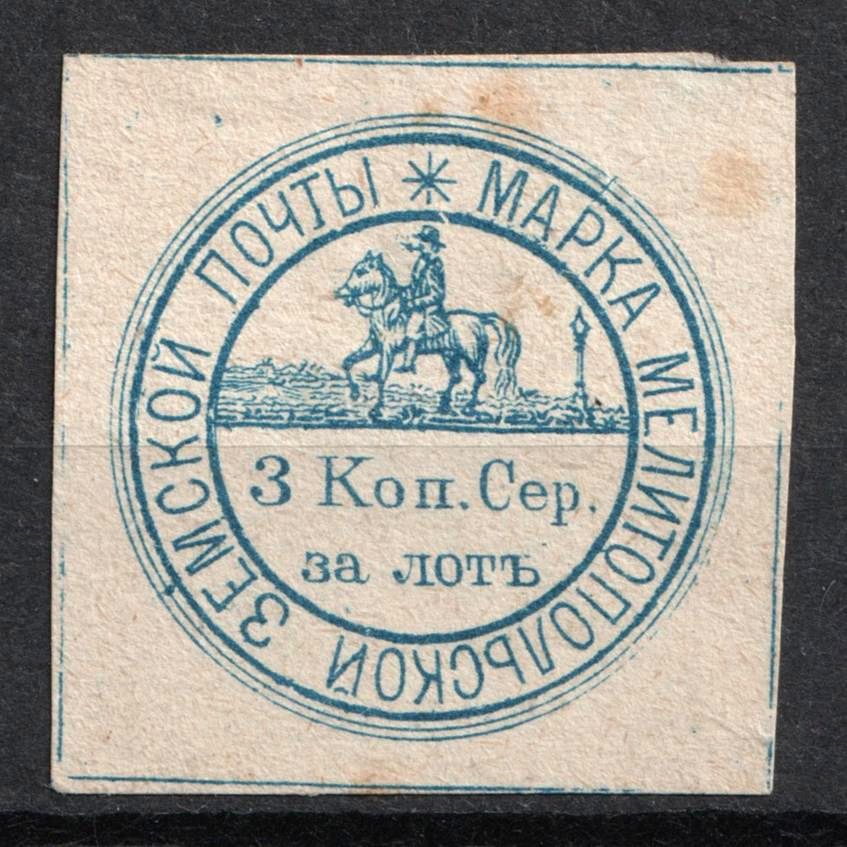 МАРКА МЕЛИТОПОЛЬСКОЙ ЗЕМСКОЙ ПОЧТЫ *
3 Коп. Сер.
за лотъ